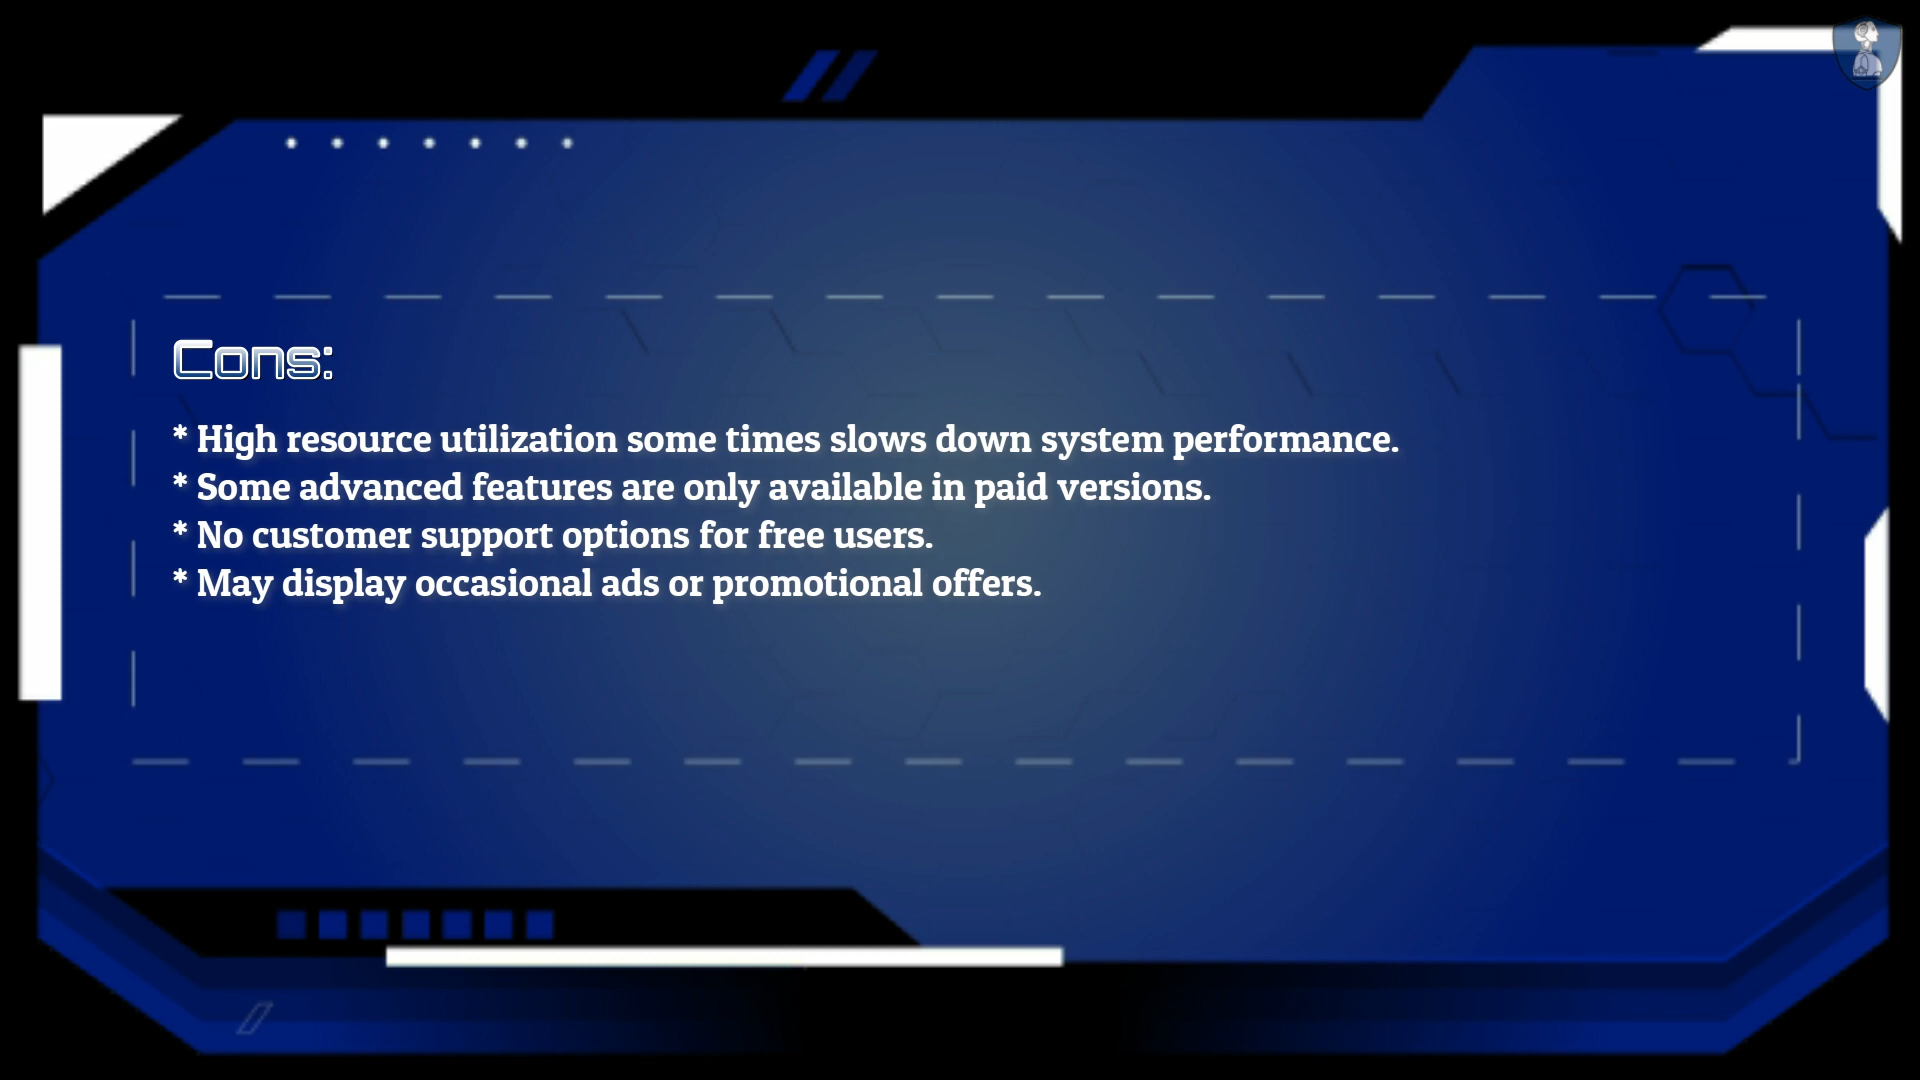 Cons:
* High resource utilization some times slows down system performance.
* Some advanced features are only available in paid versions.
* No customer support options for free users.
* May display occasional ads or promotional offers.